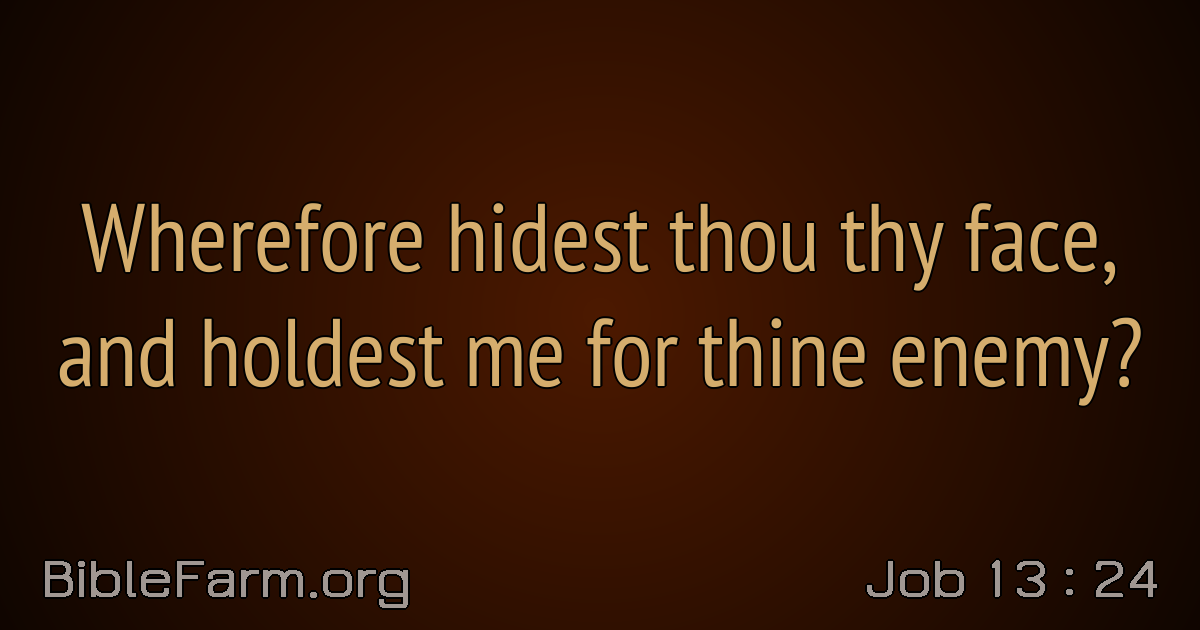 Wherefore hidest thou thy face,
and holdest me for thine enemy?
BibleFarm.org
Job 13 : 24